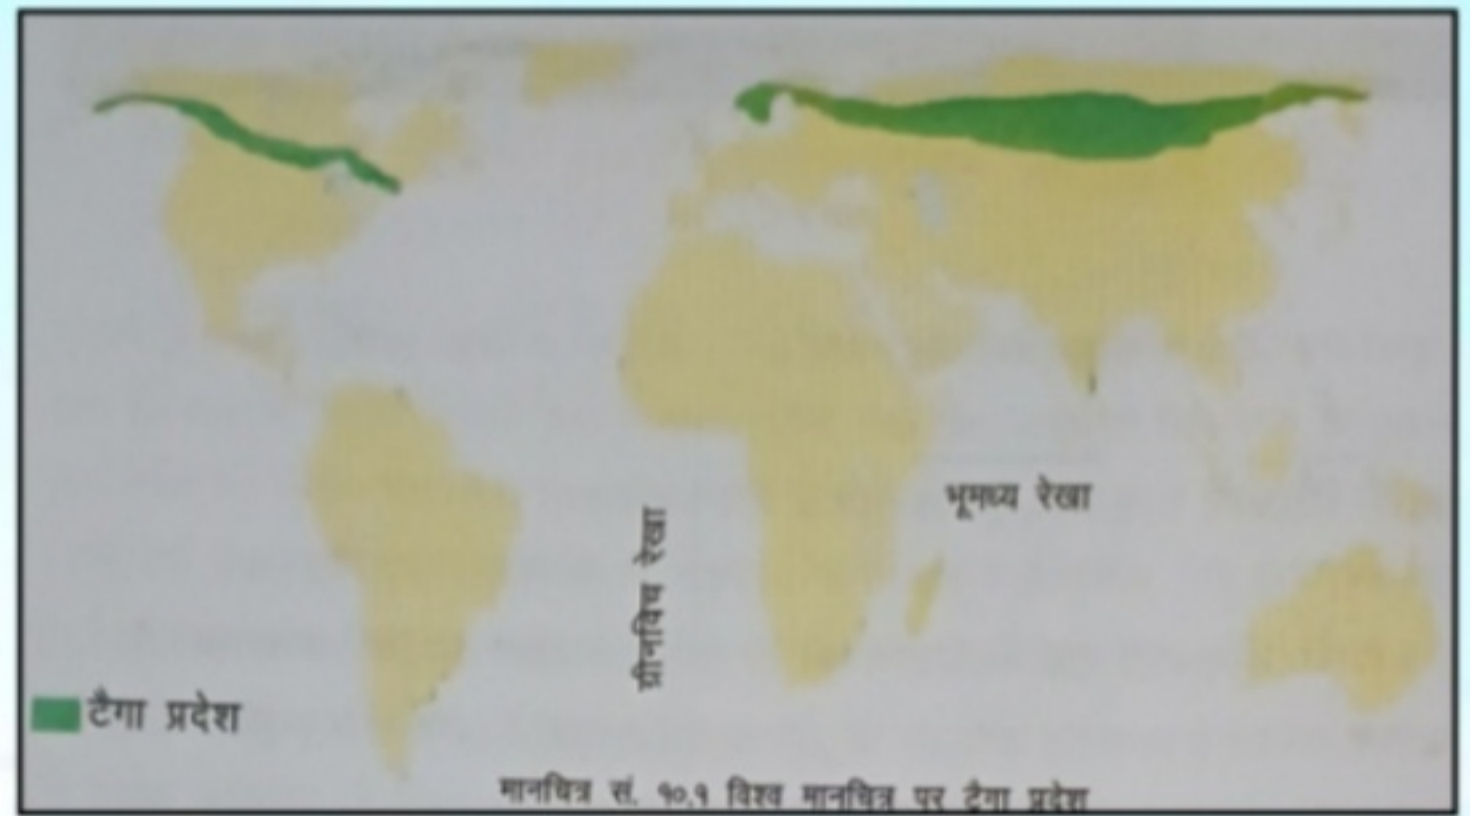 भूमध्य रेखा
ग्रीनविच रेखा
टैगा प्रदेश
मानचित्र सं. १०.१ विश्व मानचित्र पर टैगा प्रदेश